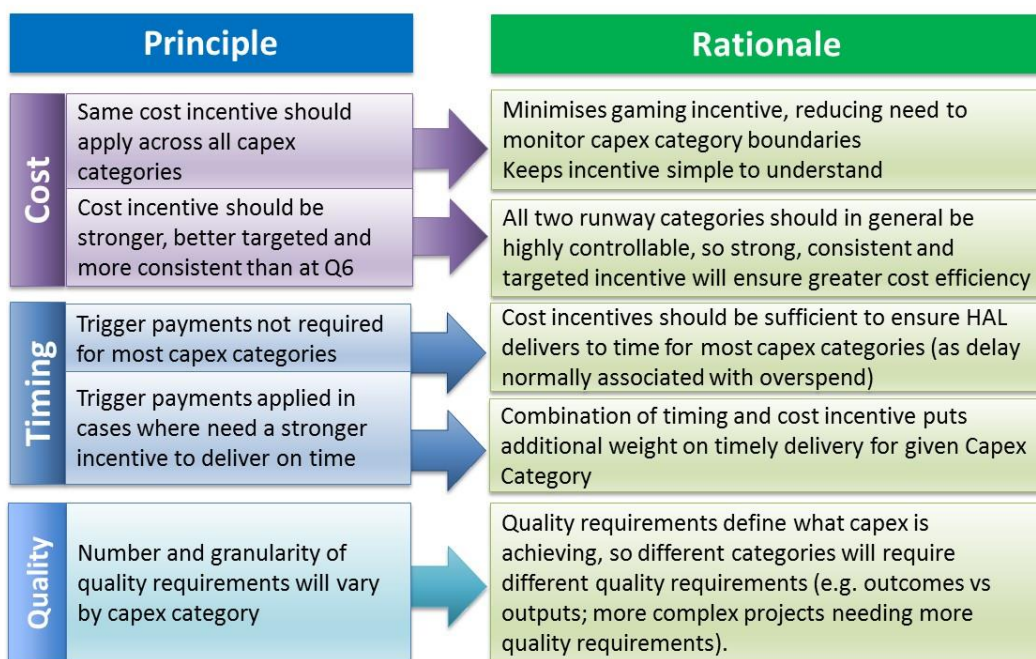 Principle
Rationale
Cost
Same cost incentive should
apply across all capex
categories
Minimises gaming incentive, reducing need to
monitor capex category boundaries
Keeps incentive simple to understand
Cost incentive should be
stronger, better targeted and
more consistent than at Q6
All two runway categories should in general be
highly controllable, so strong, consistent and
targeted incentive will ensure greater cost efficiency
Timing
Trigger payments not required
for most capex categories
Cost incentives should be sufficient to ensure HAL
delivers to time for most capex categories (as delay
normally associated with overspend)
Trigger payments applied in
cases where need a stronger
incentive to deliver on time
Combination of timing and cost incentive puts
additional weight on timely delivery for given Capex
Category
Quality
Number and granularity of
quality requirements will vary
by capex category
Quality requirements define what capex is
achieving, so different categories will require
different quality requirements (e.g. outcomes vs
outputs; more complex projects needing more
quality requirements).